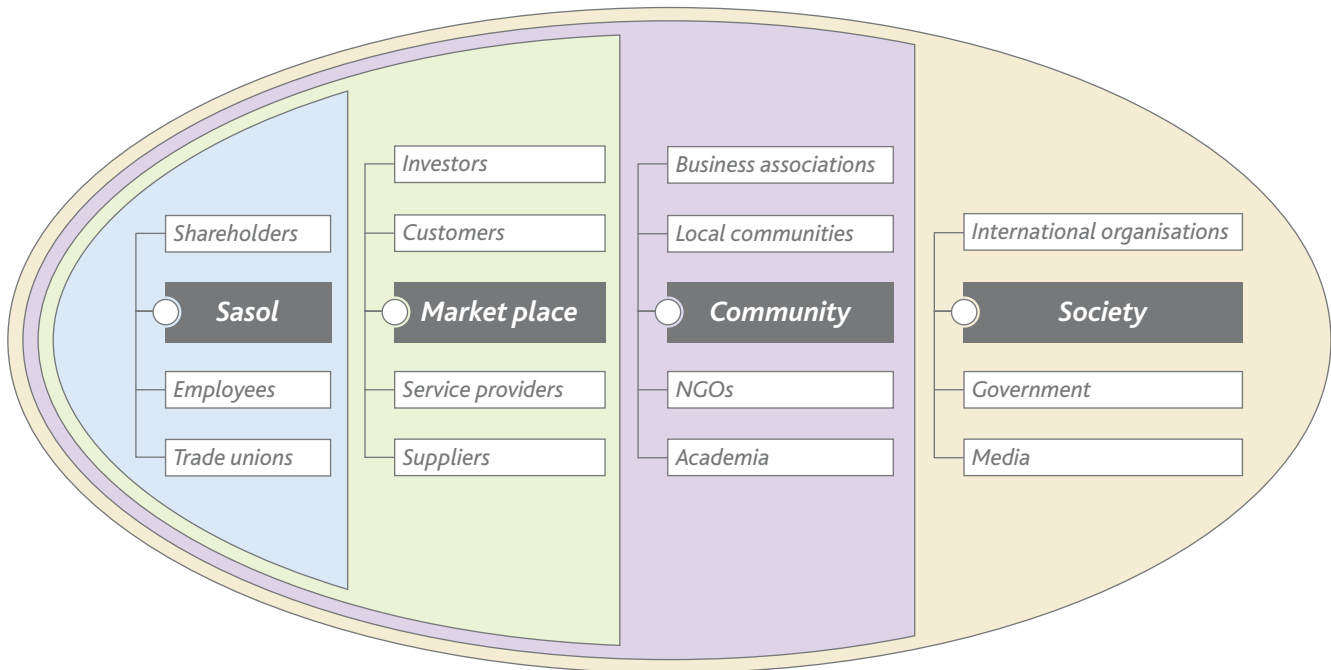 Shareholders
Sasol
Employees
Trade unions
Investors
Customers
Market place
Service providers
Suppliers
Business associations
Local communities
Community
NGOs
Academia
International organisations
Society
Government
Media